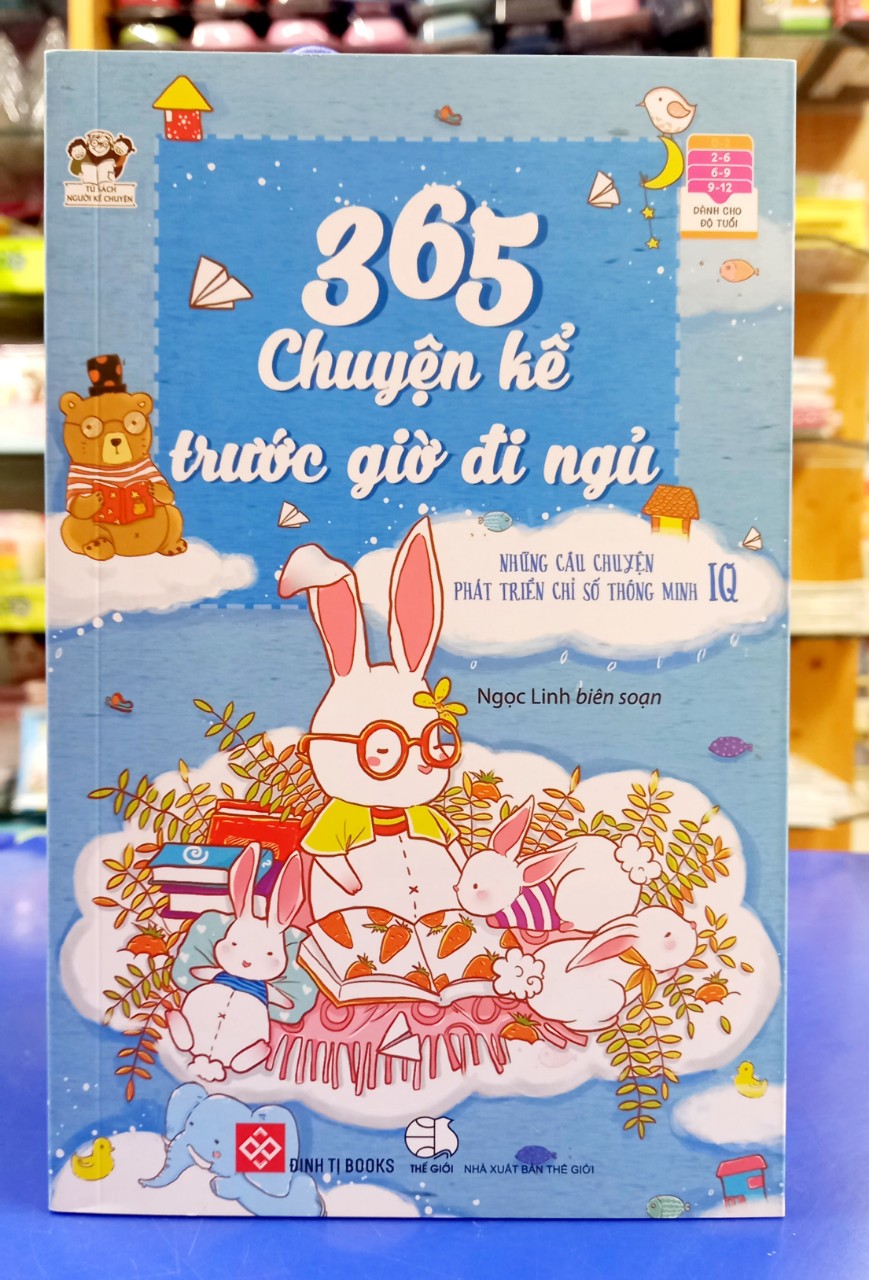 TỦ SÁCH
NGƯỜI KỂ CHUYỆN
0-2
2-6
6-9
9-12
DÀNH CHO
ĐỘ TUỔI
365
Chuyện kể
trước giờ đi ngủ
NHỮNG CÂU CHUYỆN
PHÁT TRIỂN CHỈ SỐ THÔNG MINH IQ
Ngọc Linh biên soạn
ĐINH TỊ BOOKS
THẾ GIỚI
NHÀ XUẤT BẢN THẾ GIỚI